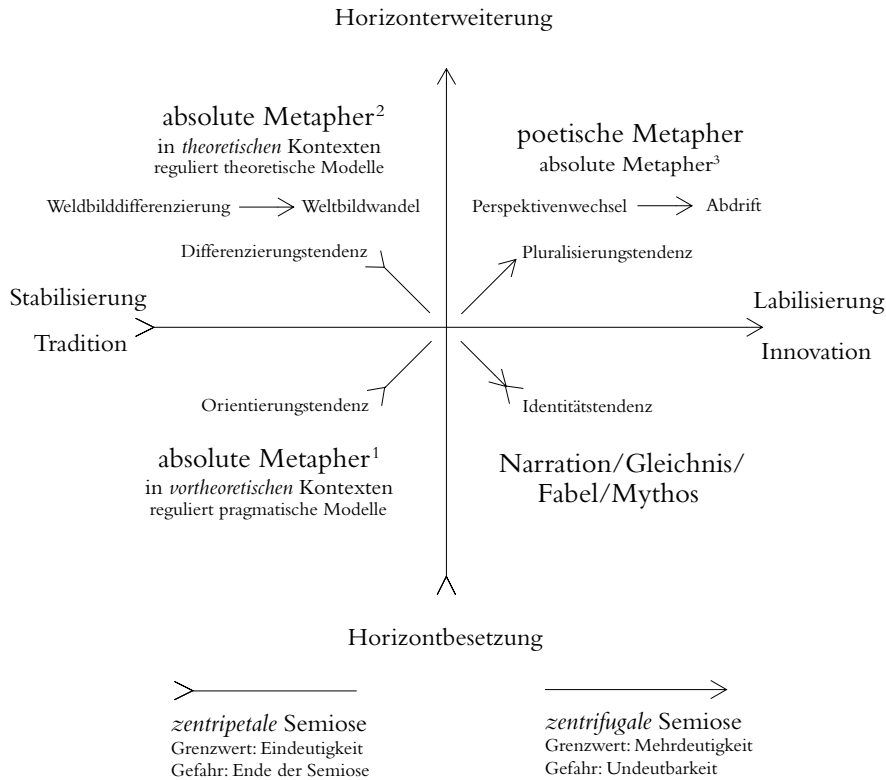 Horizonterweiterung
absolute Metapher²
in theoretischen Kontexten
reguliert theoretische Modelle
Weldbilddifferenzierung
Weltbildwandel
Differenzierungstendenz
poetische Metapher
absolute Metapher³
Perspektivenwechsel
Abdrift
Pluralisierungstendenz
Stabilisierung
Tradition
Labilisierung
Innovation
Orientierungstendenz
absolute Metapher¹
in vortheoretischen Kontexten
reguliert pragmatische Modelle
Identitätstendenz
Narration/Gleichnis/
Fabel/Mythos
Horizontbesetzung
zentripetale Semiose
Grenzwert: Eindeutigkeit
Gefahr: Ende der Semiose
zentrifugale Semiose
Grenzwert: Mehrdeutigkeit
Gefahr: Undeutbarkeit